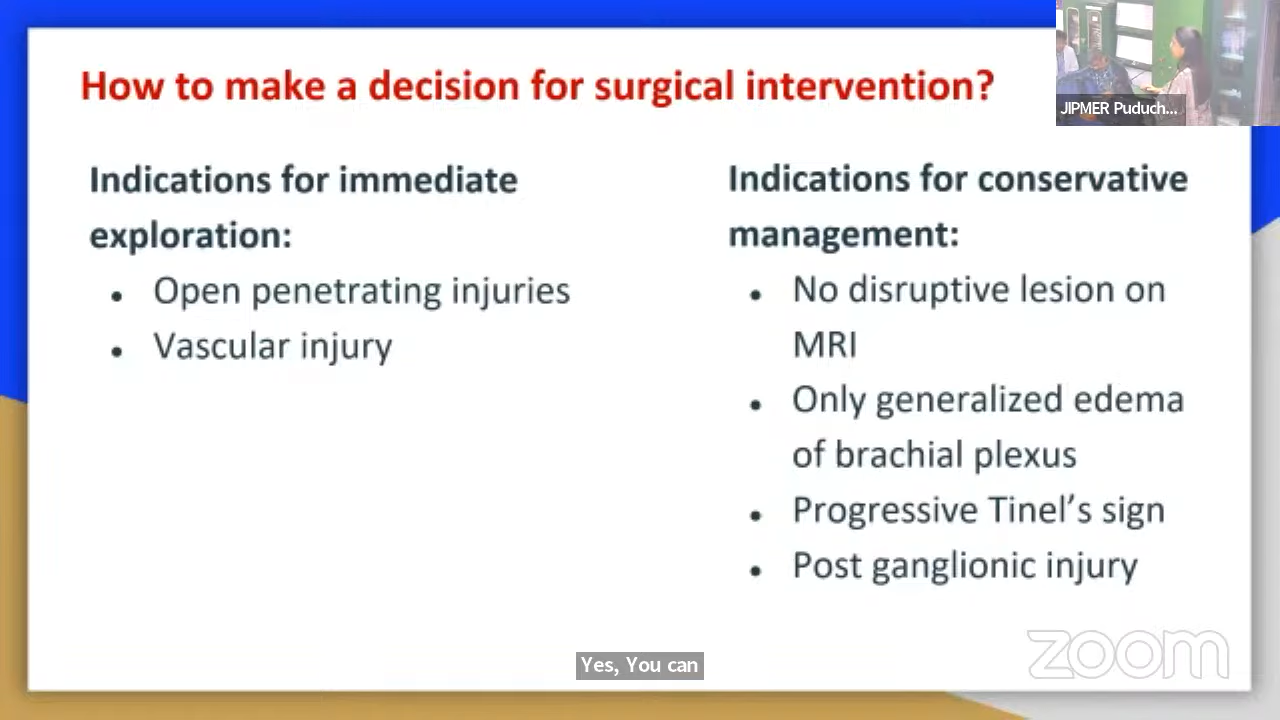 How to make a decision for surgical intervention?
JIPMER Puduch...
Indications for immediate
exploration:
• Open penetrating injuries
• Vascular injury
Indications for conservative
management:
• No disruptive lesion on
MRI
• Only generalized edema
of brachial plexus
• Progressive Tinel’s sign
• Post ganglionic injury
Yes, You can
zoom